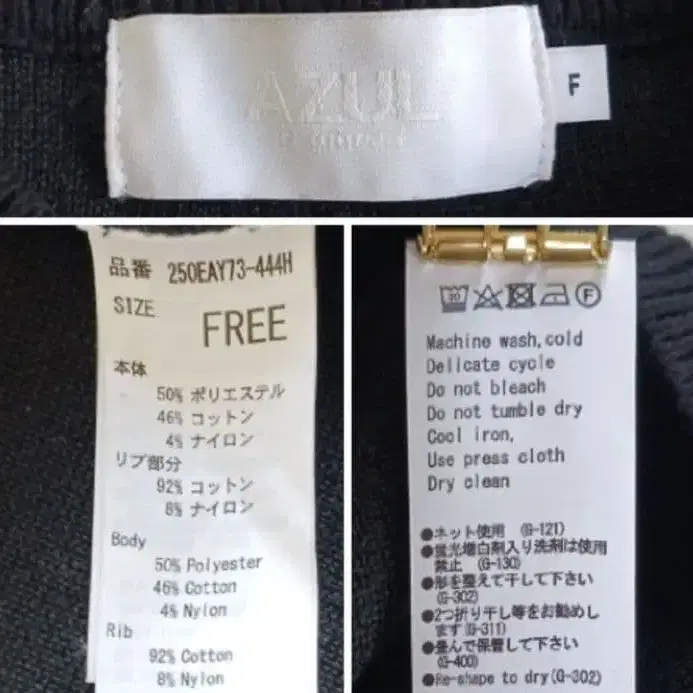 AZUL
F
品番 250EAY73-444H
SIZE
FREE
本体
50% ポリエステル
46% コットン
4% ナイロン
リブ部分
92% コットン
8% ナイロン
Body
50% Polyester
46% Cotton
4% Nylon
Rib
92% Cotton
8% Nylon
30
F
Machine wash,cold
Delicate cycle
Do not bleach
Do not tumble dry
Cool iron,
Use press cloth
Dry clean
●ネット使用 (G-121)
●蛍光増白剤入り洗剤は使用
禁止 (G-130)
●形を整えて干して下さい
(G-302)
●2つ折り干し等をお勧めし
ます(G-311)
●畳んで保管して下さい
(G-400)
●Re-shape to dry(G-302)